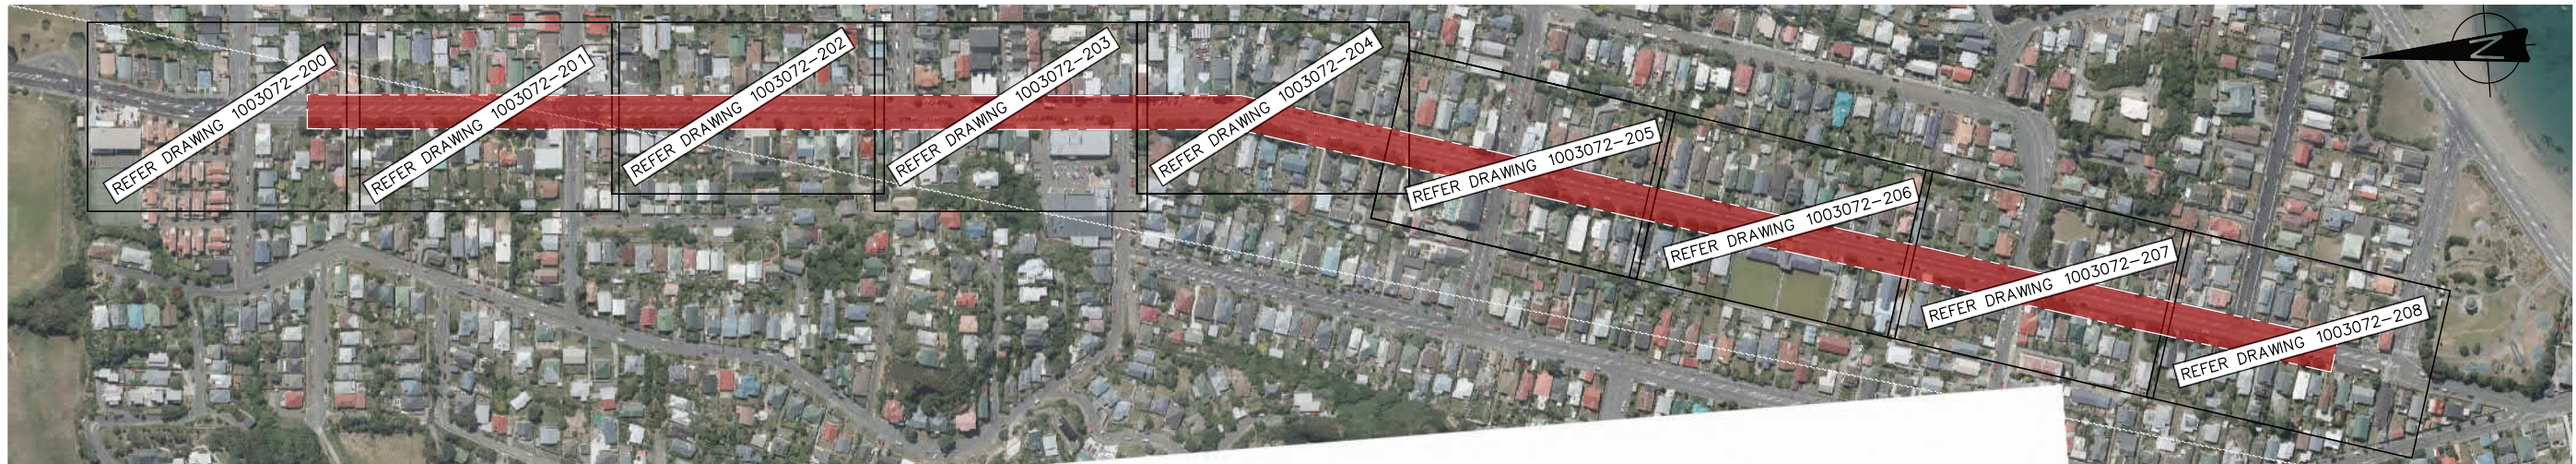 REFER DRAWING 1003072-200
REFER DRAWING 1003072-201
REFER DRAWING 1003072-202
REFER DRAWING 1003072-203
REFER DRAWING 1003072-204
REFER DRAWING 1003072-205
REFER DRAWING 1003072-206
REFER DRAWING 1003072-207
REFER DRAWING 1003072-208
N